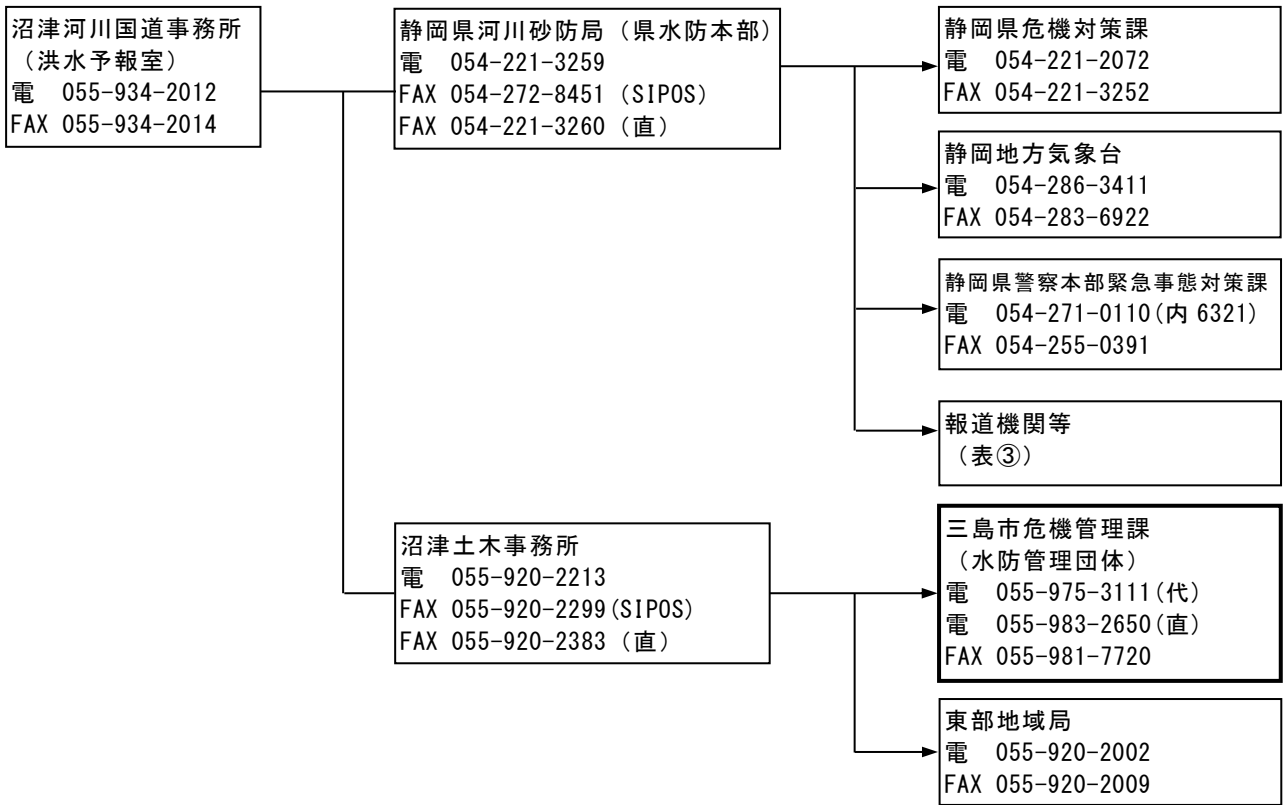 沼津河川国道事務所
（洪水予報室）
電　055-934-2012
FAX 055-934-2014
静岡県河川砂防局（県水防本部）
電　054-221-3259
FAX 054-272-8451（SIPOS）
FAX 054-221-3260（直）
静岡県危機対策課
電　054-221-2072
FAX 054-221-3252
静岡地方気象台
電　054-286-3411
FAX 054-283-6922
静岡県警察本部緊急事態対策課
電　054-271-0110(内 6321)
FAX 054-255-0391
報道機関等
（表③）
沼津土木事務所
電　055-920-2213
FAX 055-920-2299(SIPOS)
FAX 055-920-2383（直）
三島市危機管理課
（水防管理団体）
電　055-975-3111(代)
電　055-983-2650(直)
FAX 055-981-7720
東部地域局
電　055-920-2002
FAX 055-920-2009